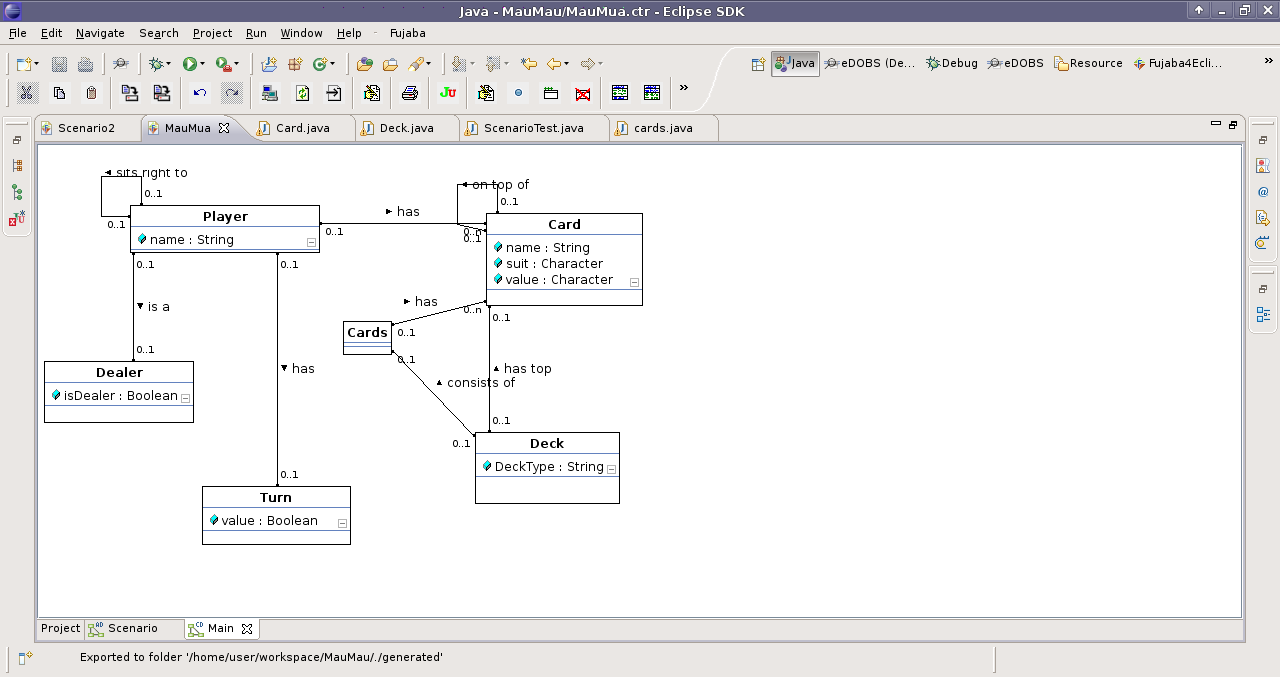 Java - MauMau/MauMua.ctr - Eclipse SDK
File Edit Navigate Search Project Run Window Help Fujaba
Java eDOBS (De... Debug eDOBS Resource Fujaba4Ecli... »
Ju »
Scenario2 MauMua Card.java Deck.java ScenarioTest.java cards.java
◄ sits right to
0..1
0..1
Player
name : String
► has
0..1
0..n
◄ on top of
0..1
0..1
Card
name : String
suit : Character
value : Character
0..1
▼ is a
0..1
0..1
▼ has
0..1
► has
0..n
0..1
Cards
0..1
▲ consists of
0..1
0..1
▲ has top
0..1
Dealer
isDealer : Boolean
Deck
DeckType : String
Turn
value : Boolean
Project Scenario Main
Exported to folder '/home/user/workspace/MauMau/./generated'